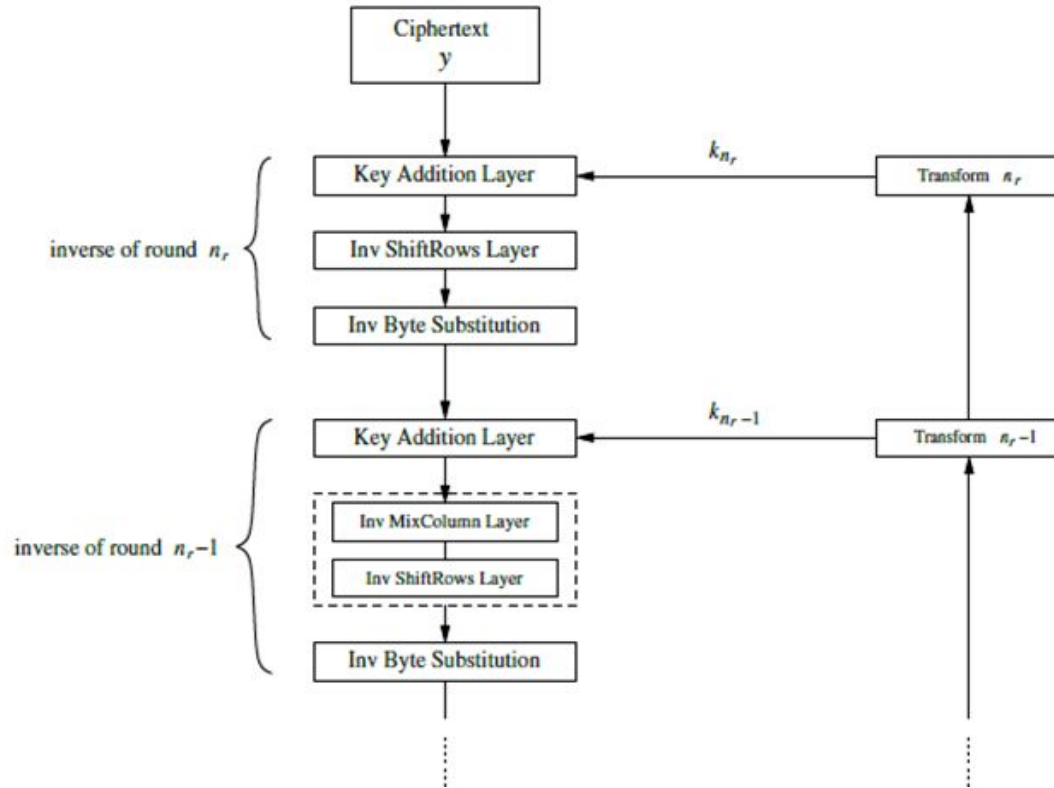 Ciphertext
y
k_{n_r}
Key Addition Layer
Transform n_r
inverse of round n_r
Inv ShiftRows Layer
Inv Byte Substitution
k_{n_r-1}
Key Addition Layer
Transform n_r-1
Inv MixColumn Layer
inverse of round n_r-1
Inv ShiftRows Layer
Inv Byte Substitution